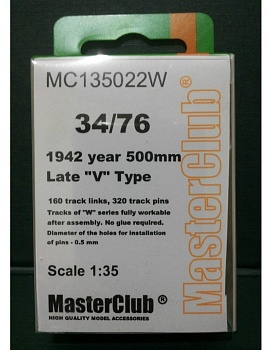 MC135022W
34/76
1942 year 500mm
Late "V" Type
160 track links, 320 track pins
Tracks of "W" series fully workable
after assembly. No glue required.
Diameter of the holes for installation
of pins - 0.5 mm
Scale 1:35
MasterClub®
HIGH QUALITY MODEL ACCESSORIES
MasterClub®